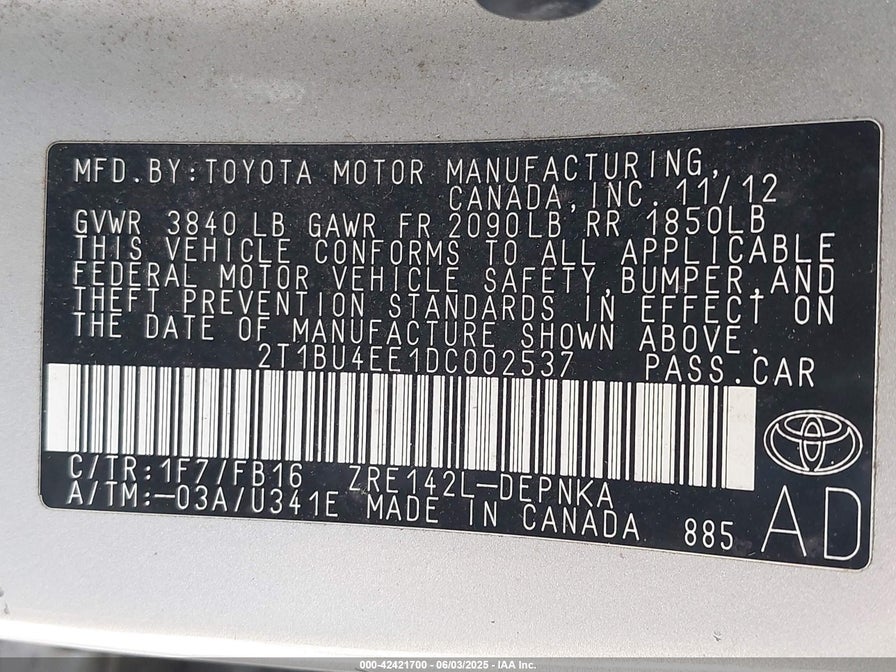 MFD.BY:TOYOTA MOTOR MANUFACTURING,
CANADA,INC. 11/12
GVWR 3840 LB GAWR FR 2090LB RR 1850LB
THIS VEHICLE CONFORMS TO ALL APPLICABLE
FEDERAL MOTOR VEHICLE SAFETY,BUMPER,AND
THEFT PREVENTION STANDARDS IN EFFECT ON
THE DATE OF MANUFACTURE SHOWN ABOVE.
2T1BU4EE1DC002537 PASS.CAR
C/TR:1F7/FB16 ZRE142L-DEPNKA
A/TM:-03A/U341E MADE IN CANADA 885 AD
000-42421700 - 06/03/2025 - IAA Inc.